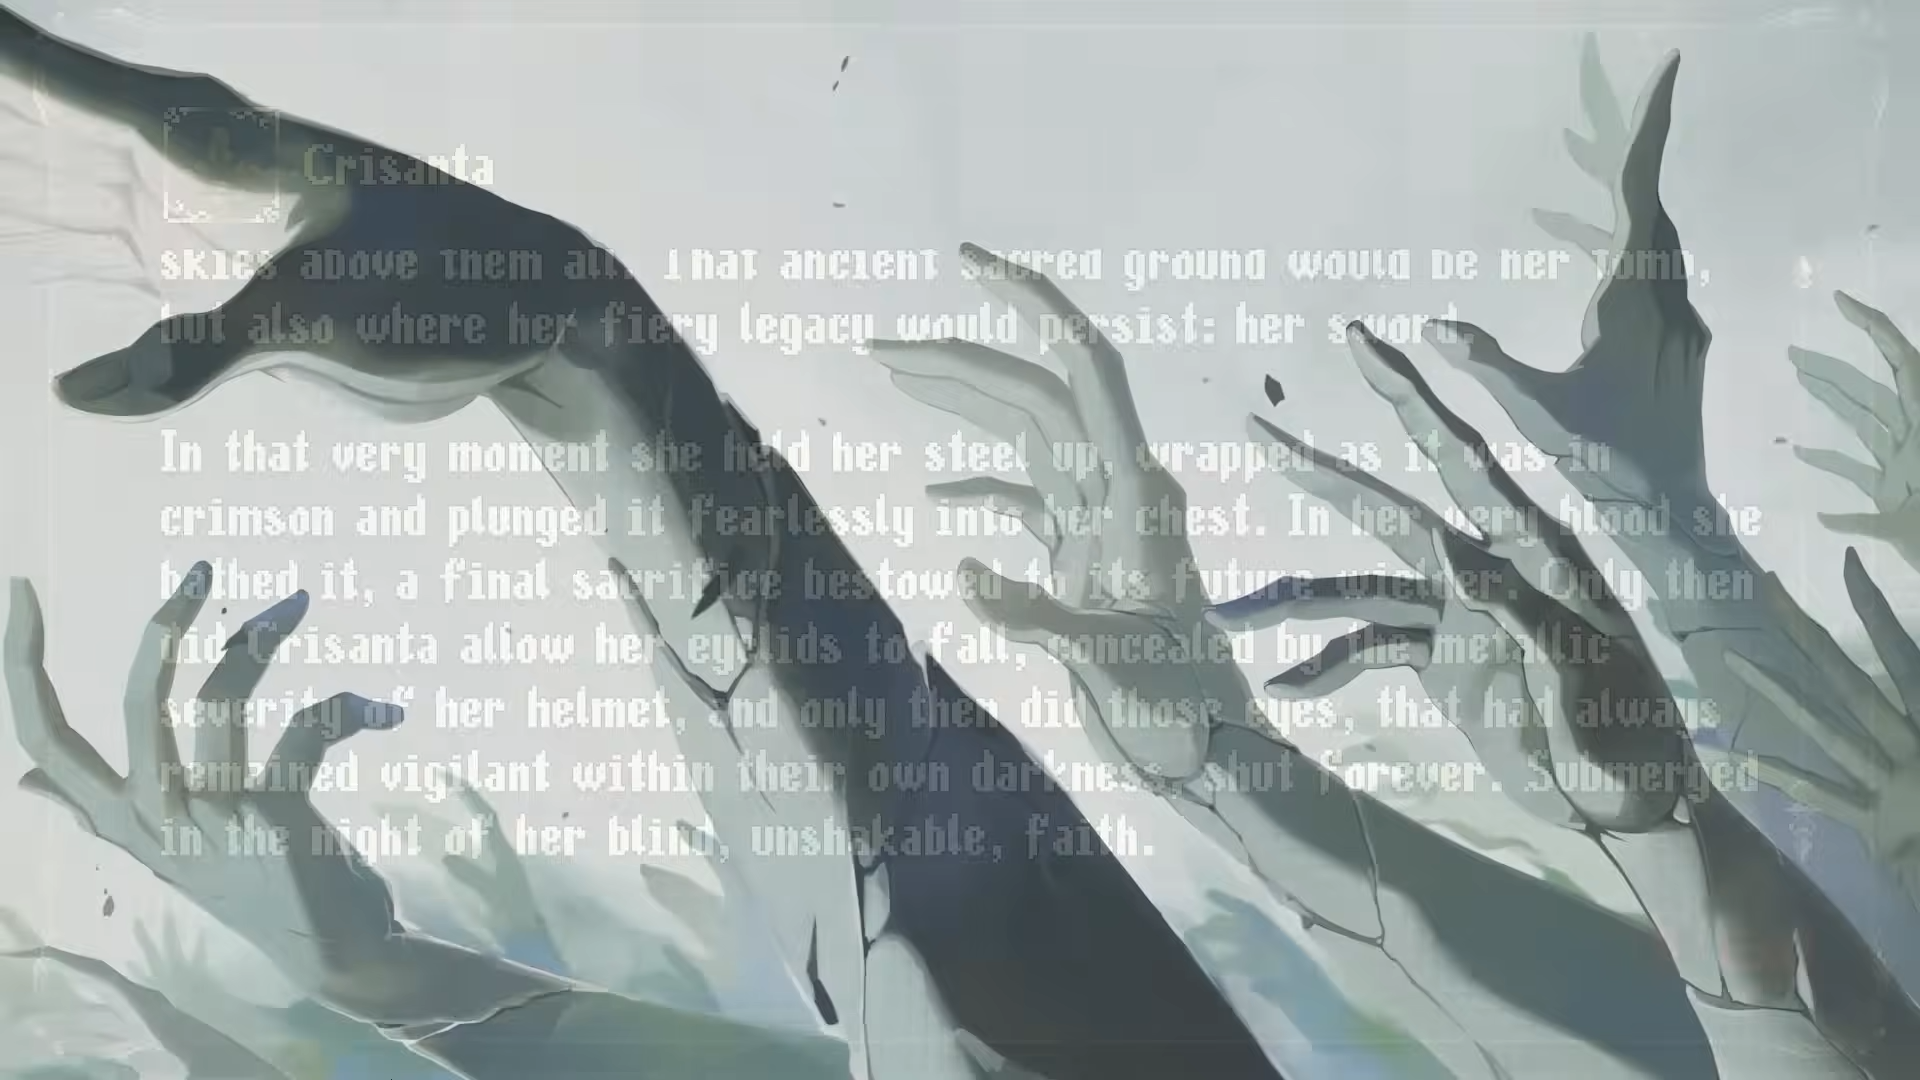 Crisanta
skies above them all. That ancient sacred ground would be her tomb,
but also where her fiery legacy would persist: her sword.
In that very moment she held her steel up, wrapped as it was in
crimson and plunged it fearlessly into her chest. In her very blood she
bathed it, a final sacrifice bestowed to its future wielder. Only then
did Crisanta allow her eyelids to fall, concealed by the metallic
severity of her helmet, and only then did those eyes, that had always
remained vigilant within their own darkness, shut forever. Submerged
in the night of her blind, unshakable, faith.